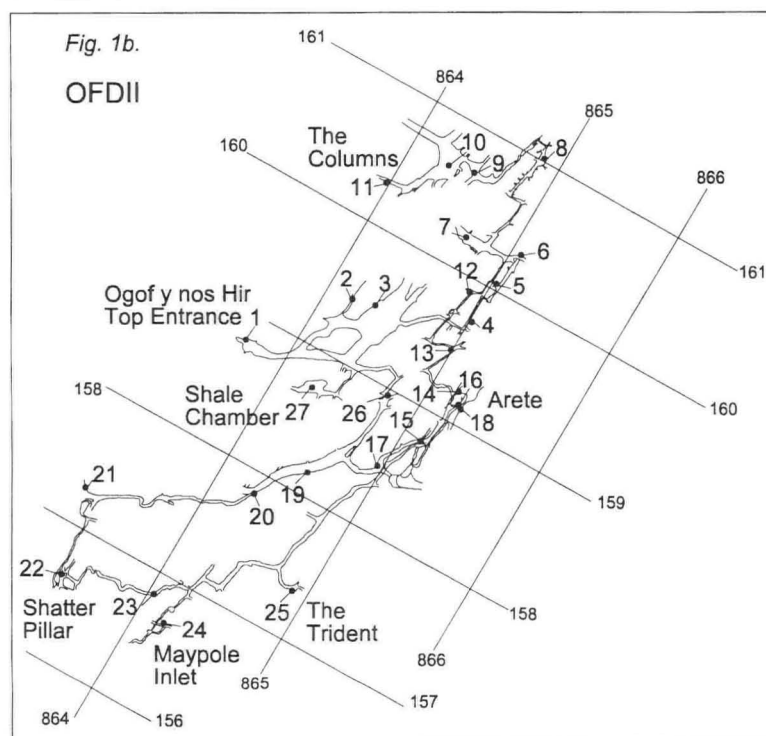 Fig. 1b.
OFDII
161
864
865
866
160
The
Columns
10
9
8
11
7
6
161
12
5
2
3
4
Ogof y nos Hir
Top Entrance 1
13
158
Shale
Chamber
27
26
14
16
Arete
18
15
17
160
159
21
19
20
22
Shatter
Pillar
23
24
Maypole
Inlet
25
The
Trident
158
866
865
157
864
156